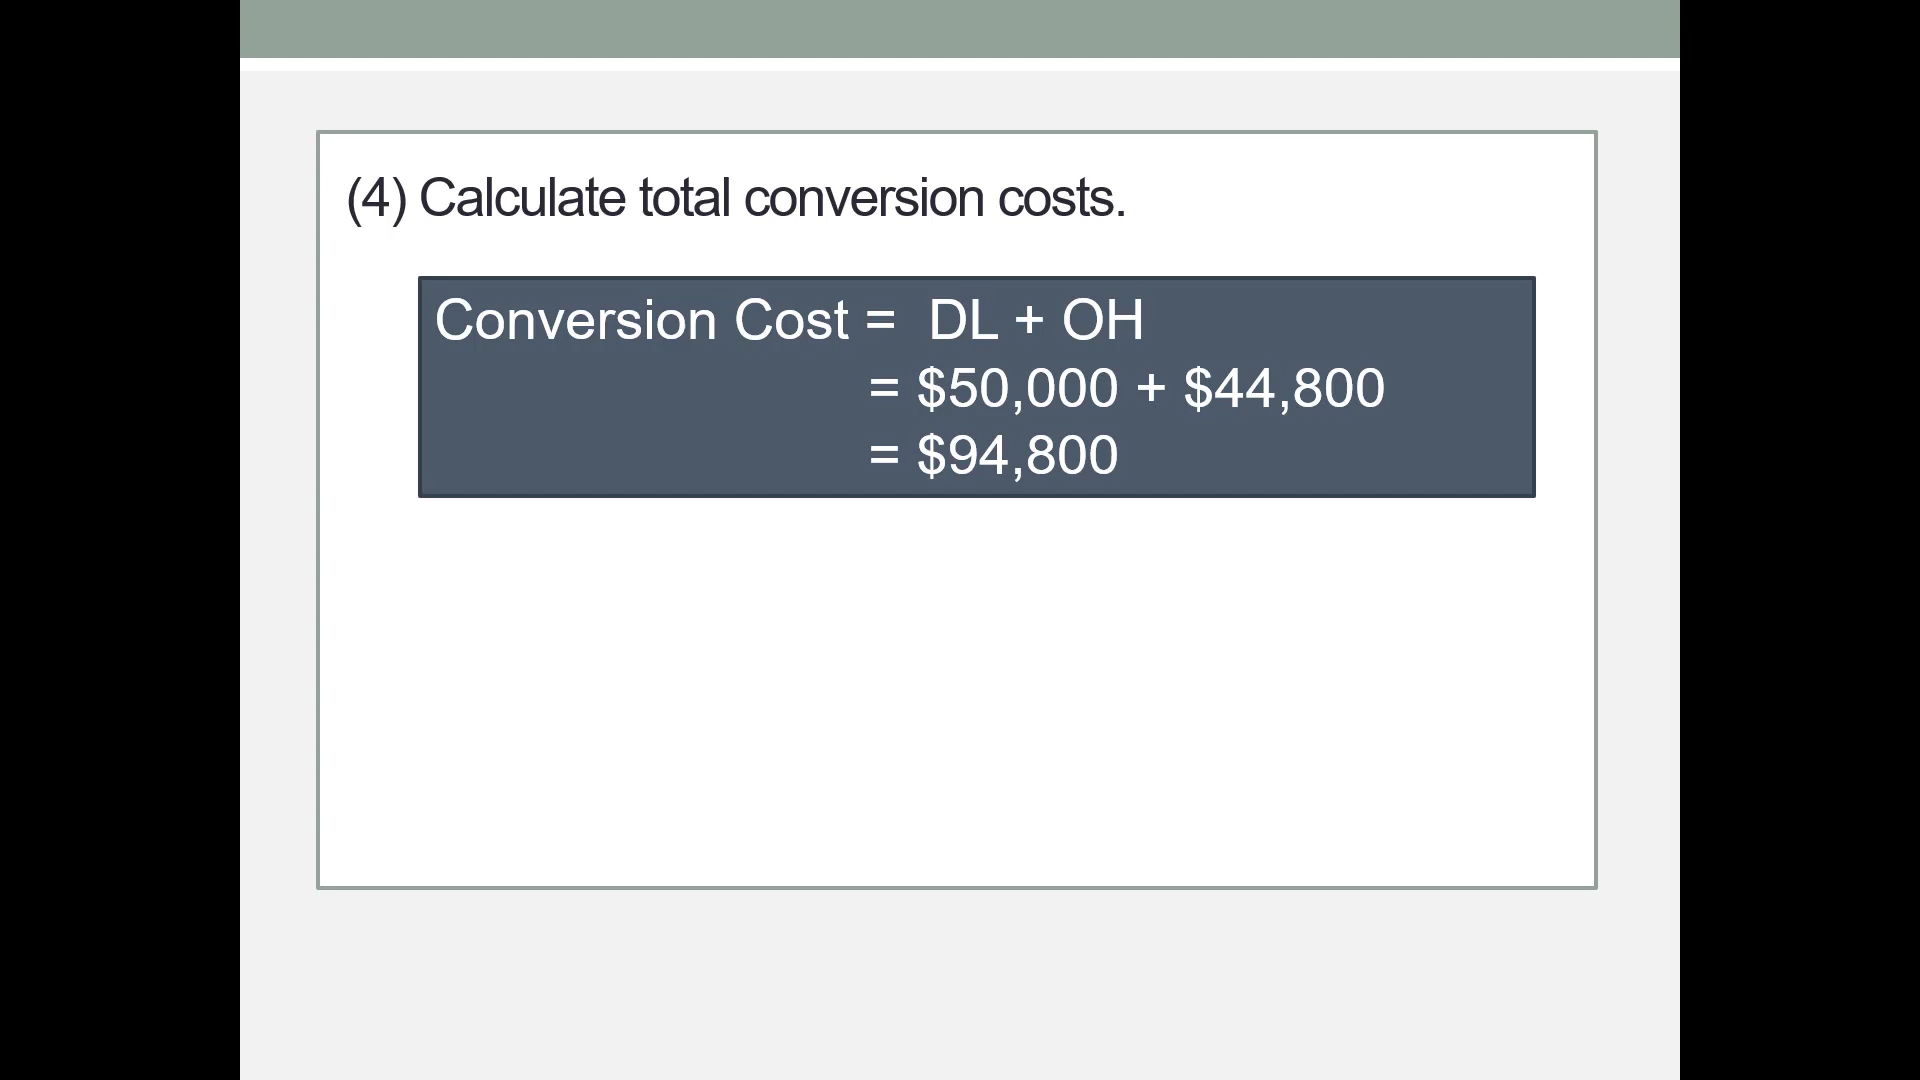 (4) Calculate total conversion costs.
Conversion Cost = DL + OH
= $50,000 + $44,800
= $94,800